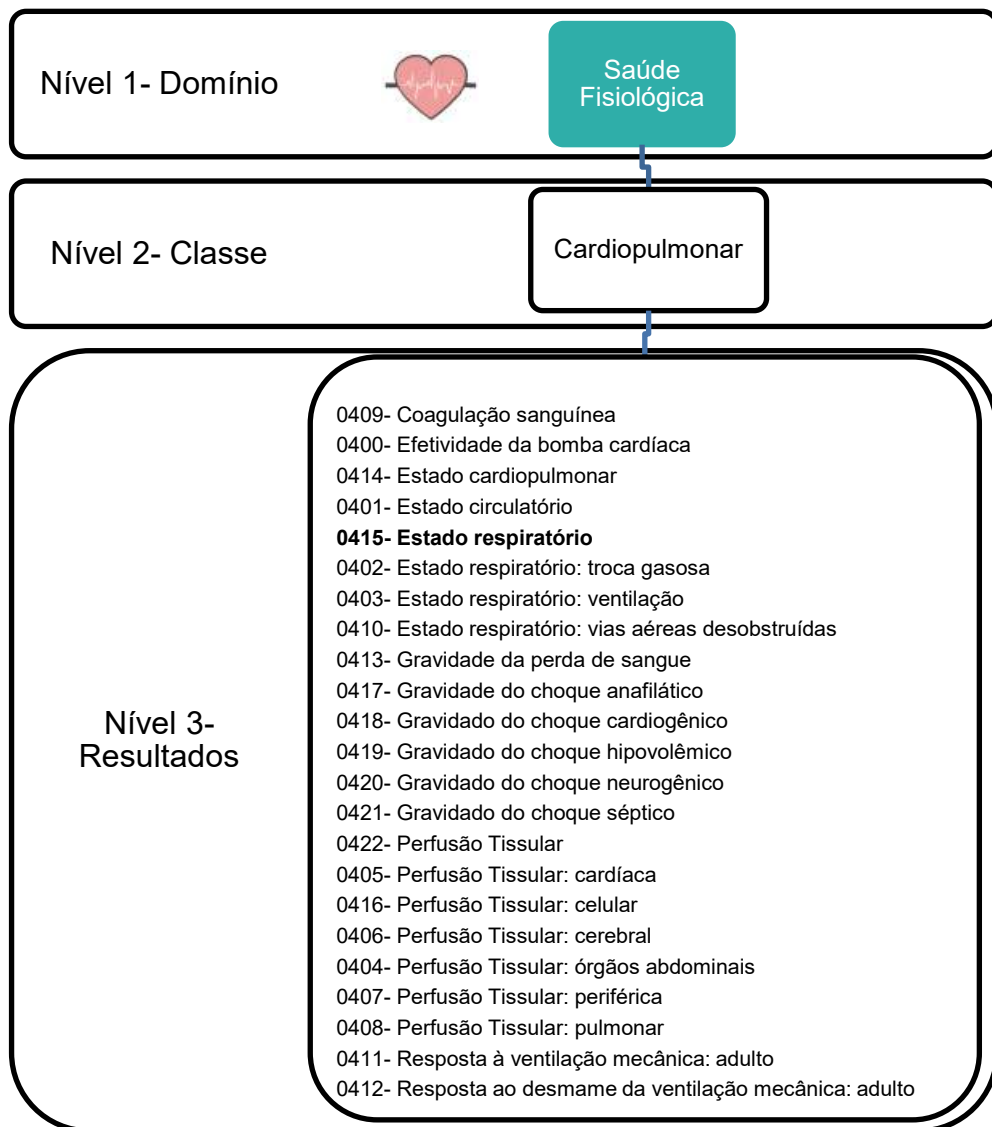 Nível 1- Domínio
Saúde
Fisiológica
Nível 2- Classe
Cardiopulmonar
Nível 3-
Resultados
0409- Coagulação sanguínea
0400- Efetividade da bomba cardíaca
0414- Estado cardiopulmonar
0401- Estado circulatório
0415- Estado respiratório
0402- Estado respiratório: troca gasosa
0403- Estado respiratório: ventilação
0410- Estado respiratório: vias aéreas desobstruídas
0413- Gravidade da perda de sangue
0417- Gravidade do choque anafilático
0418- Gravidado do choque cardiogênico
0419- Gravidado do choque hipovolêmico
0420- Gravidado do choque neurogênico
0421- Gravidado do choque séptico
0422- Perfusão Tissular
0405- Perfusão Tissular: cardíaca
0416- Perfusão Tissular: celular
0406- Perfusão Tissular: cerebral
0404- Perfusão Tissular: órgãos abdominais
0407- Perfusão Tissular: periférica
0408- Perfusão Tissular: pulmonar
0411- Resposta à ventilação mecânica: adulto
0412- Resposta ao desmame da ventilação mecânica: adulto